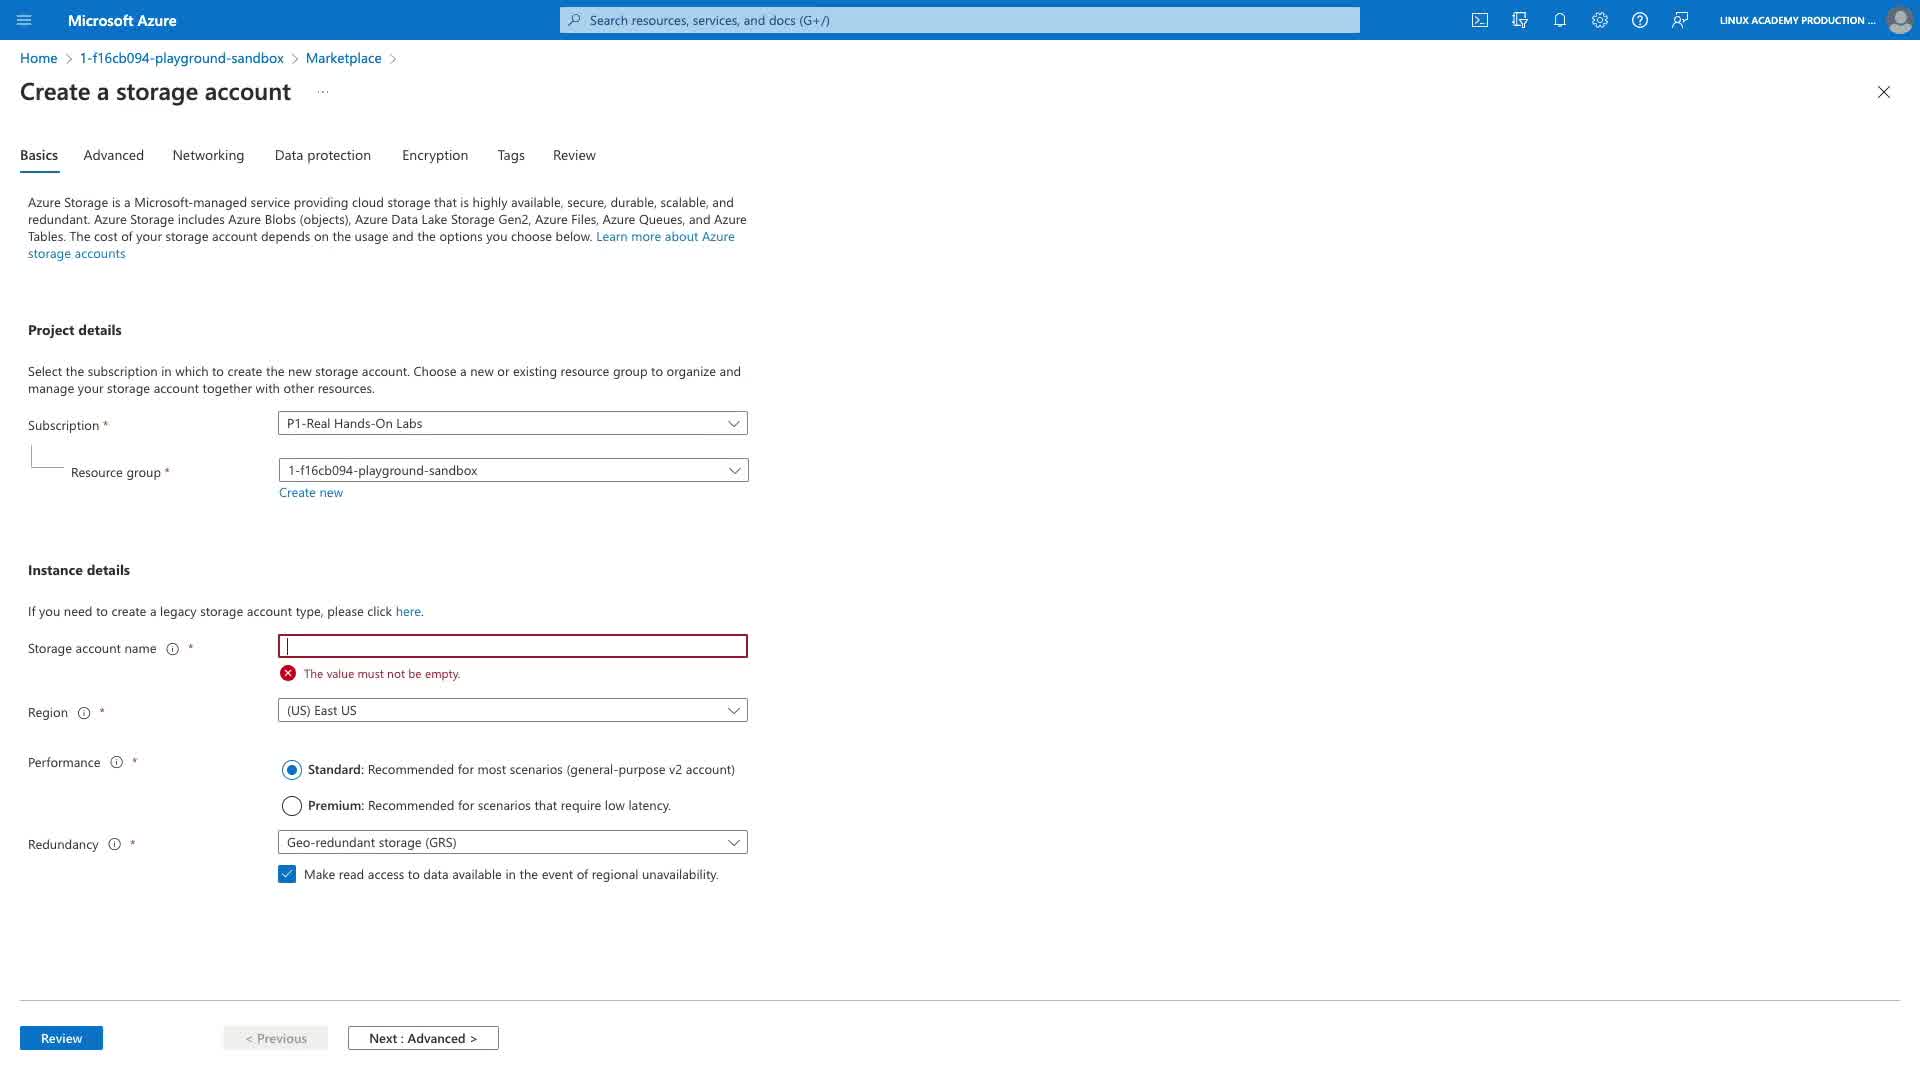 Microsoft Azure
Search resources, services, and docs (G+/)
LINUX ACADEMY PRODUCTION ...
Home > 1-f16cb094-playground-sandbox > Marketplace >
Create a storage account ...
Basics Advanced Networking Data protection Encryption Tags Review
Azure Storage is a Microsoft-managed service providing cloud storage that is highly available, secure, durable, scalable, and
redundant. Azure Storage includes Azure Blobs (objects), Azure Data Lake Storage Gen2, Azure Files, Azure Queues, and Azure
Tables. The cost of your storage account depends on the usage and the options you choose below. Learn more about Azure
storage accounts
Project details
Select the subscription in which to create the new storage account. Choose a new or existing resource group to organize and
manage your storage account together with other resources.
Subscription * P1-Real Hands-On Labs
Resource group * 1-f16cb094-playground-sandbox
Create new
Instance details
If you need to create a legacy storage account type, please click here.
Storage account name *
The value must not be empty.
Region * (US) East US
Performance *
Standard: Recommended for most scenarios (general-purpose v2 account)
Premium: Recommended for scenarios that require low latency.
Redundancy * Geo-redundant storage (GRS)
Make read access to data available in the event of regional unavailability.
Review < Previous Next : Advanced >